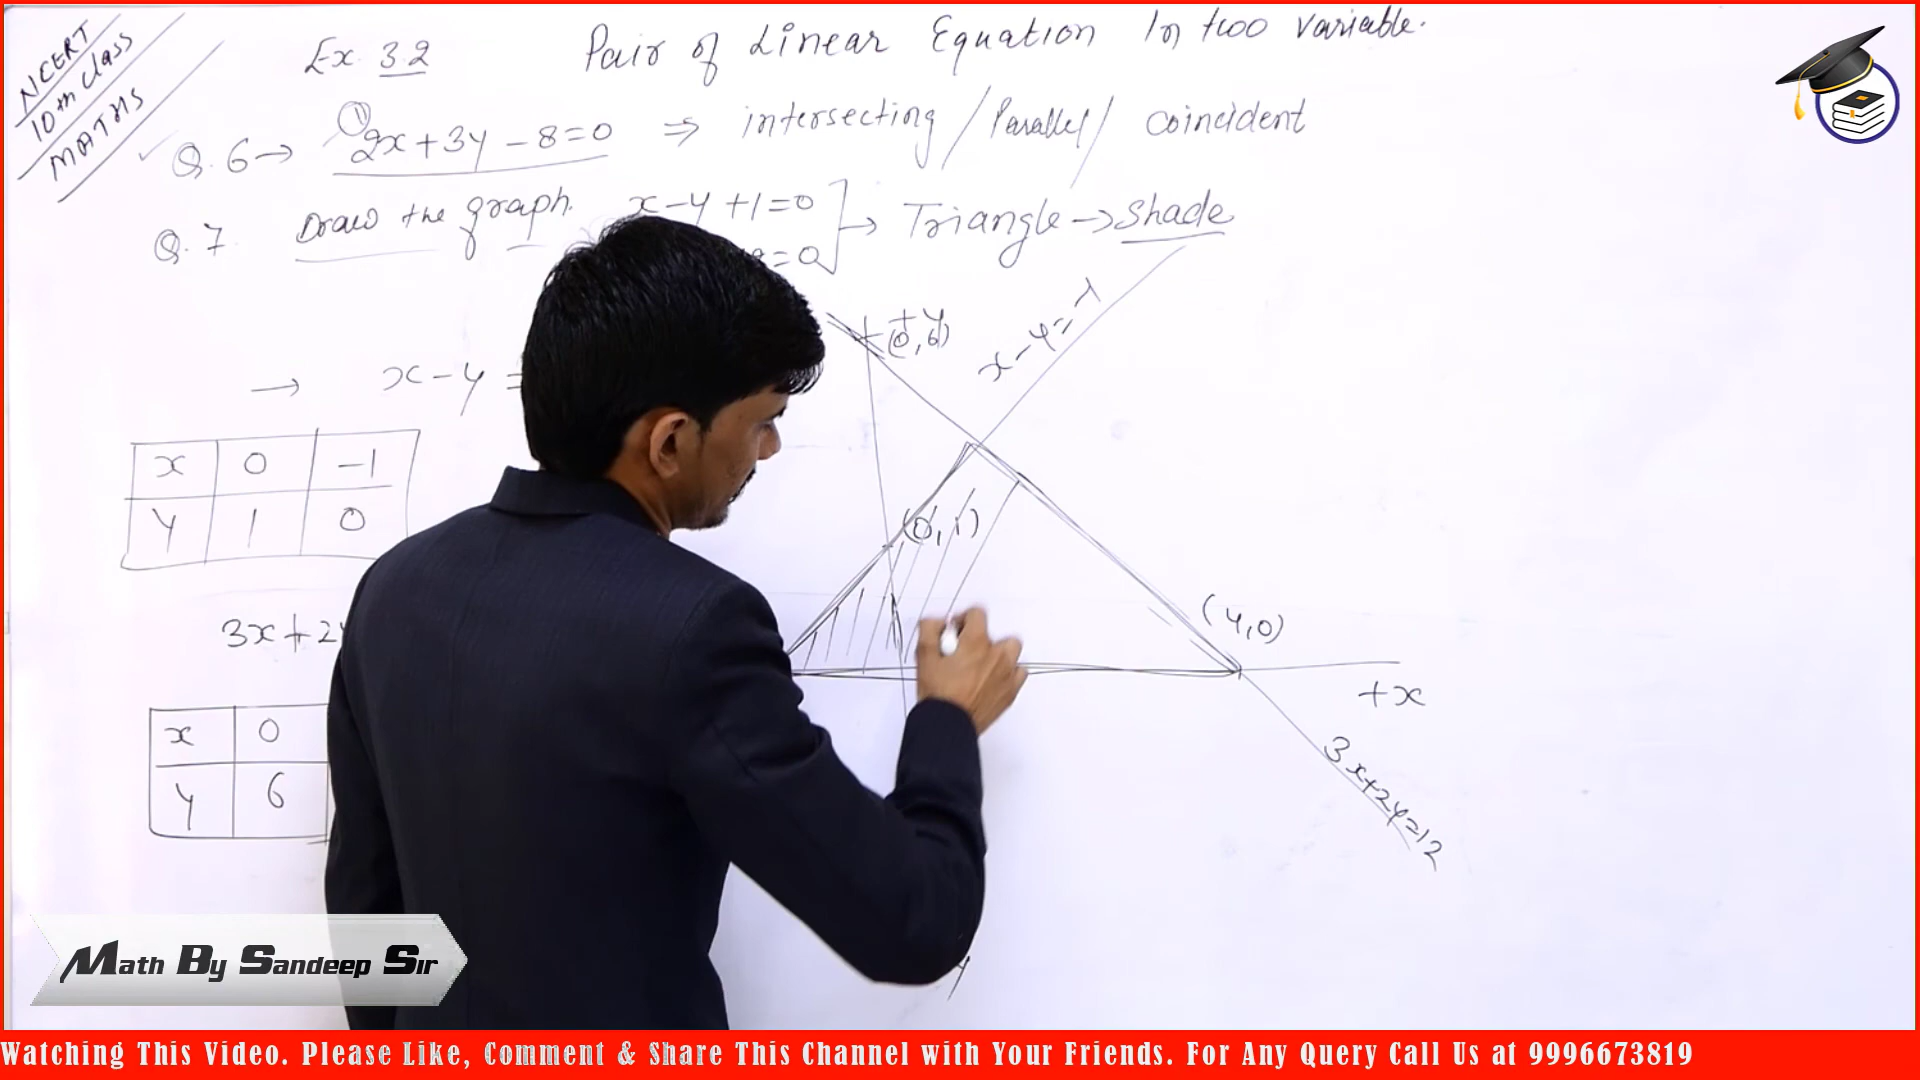 NCERT
10th Class
MATHS
Ex. 3.2
Pair of Linear Equation In two variable.
Q. 6 → ① 2x+3y-8=0 ⇒ intersecting / Parallel / coincident
Q. 7 Draw the graph. x-y+1=0
=0 → Triangle → Shade
→ x-y =
x 0 -1
y 1 0
3x+2y
x 0
y 6
+y
(0,6)
x-y=-1
(0,1)
(4,0)
+x
3x+2y=12
y
Math By Sandeep Sir
Watching This Video. Please Like, Comment & Share This Channel with Your Friends. For Any Query Call Us at 9996673819